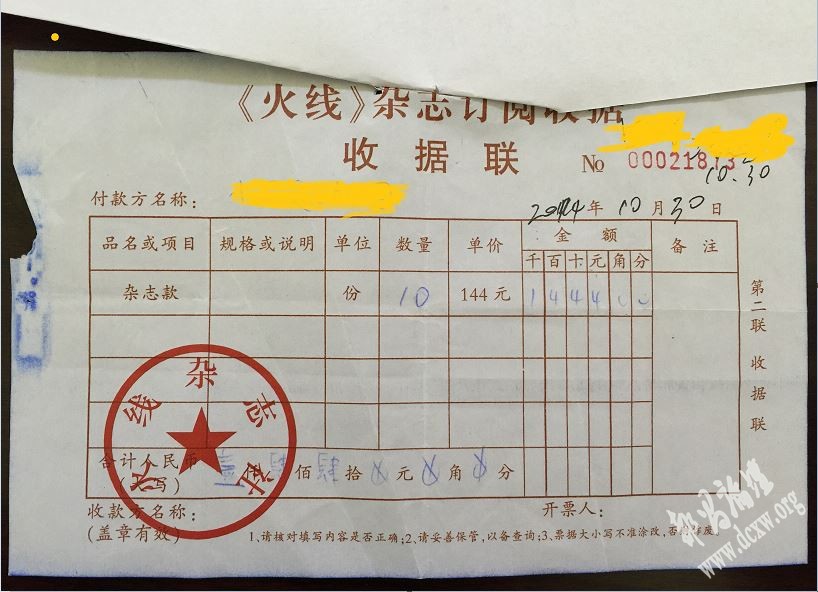 《火线》杂志订阅收据
收据联
№ 00021813
10.30
付款方名称：
2014年10月30日
品名或项目 规格或说明 单位 数量 单价 金额 备注
千 百 十 元 角 分
杂志款 份 10 144元 1 4 4 4 0 0
第二联 收据联
火线杂志社
合计人民币
(大写) 壹仟肆佰肆拾 元 角 分
收款方名称：
(盖章有效)
开票人：
1、请核对填写内容是否正确;2、请妥善保管,以备查询;3、票据大小写不准涂改,否则作废。
www.dcxw.org